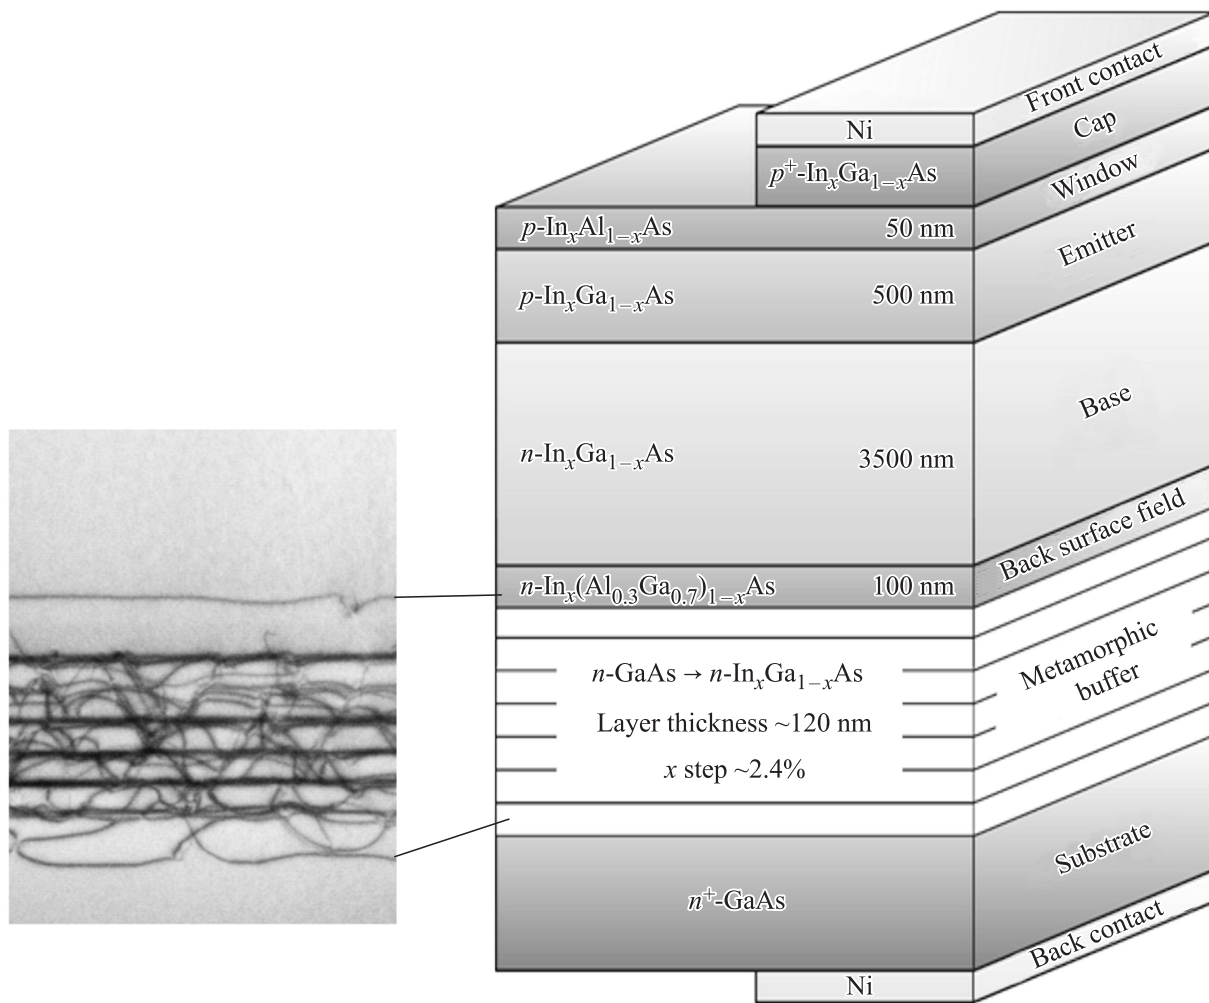 Ni
Front contact
p⁺-InₓGa₁₋ₓAs
Cap
p-InₓAl₁₋ₓAs 50 nm
Window
p-InₓGa₁₋ₓAs 500 nm
Emitter
n-InₓGa₁₋ₓAs 3500 nm
Base
n-Inₓ(Al₀.₃Ga₀.₇)₁₋ₓAs 100 nm
Back surface field
n-GaAs → n-InₓGa₁₋ₓAs
Layer thickness ~120 nm
x step ~2.4%
Metamorphic
buffer
n⁺-GaAs
Substrate
Ni
Back contact